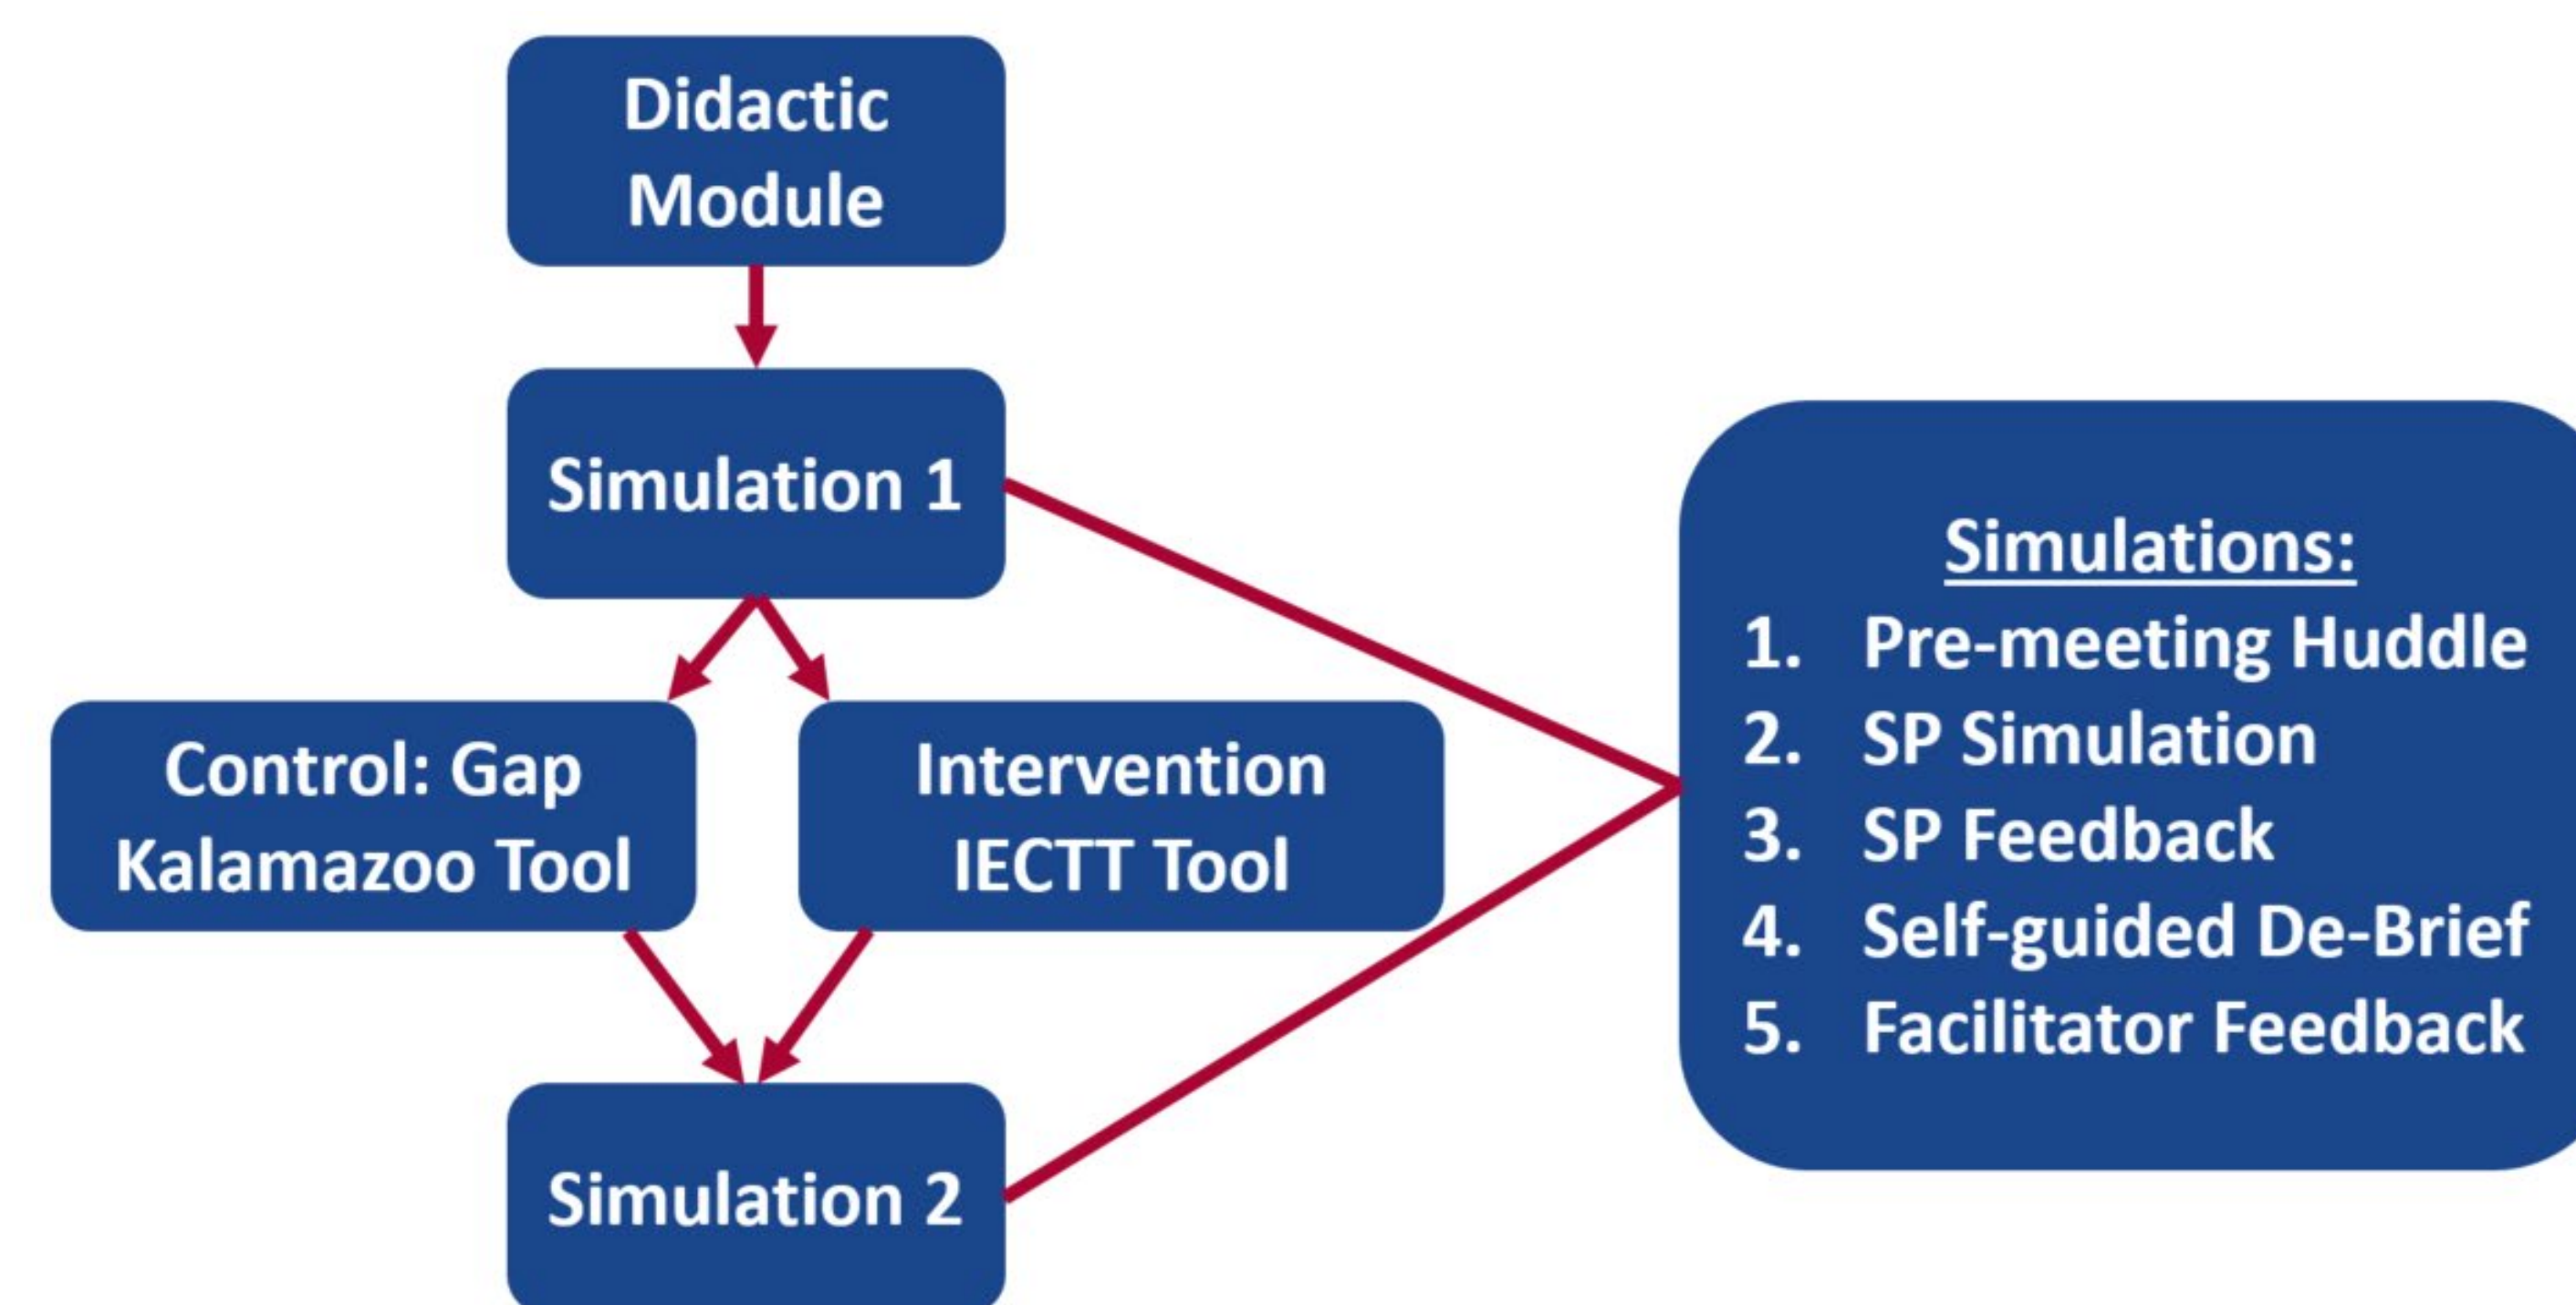 Didactic
Module
Simulation 1
Control: Gap
Kalamazoo Tool
Intervention
IECTT Tool
Simulation 2
Simulations:
1. Pre-meeting Huddle
2. SP Simulation
3. SP Feedback
4. Self-guided De-Brief
5. Facilitator Feedback